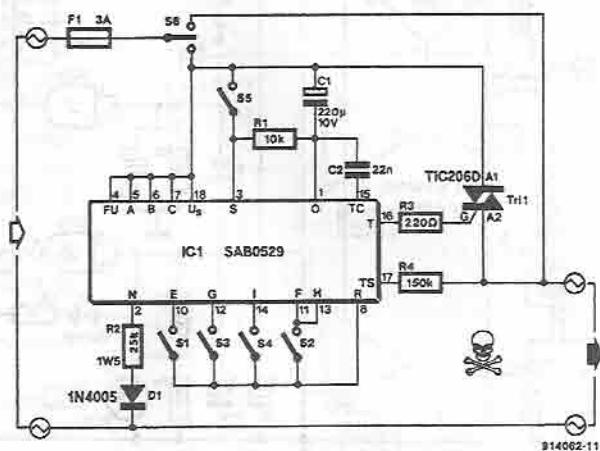 F1 3A
S6
S5
C1
220µ
10V
R1
10k
C2
22n
TIC206D
A1
Tri1
G
A2
4 5 6 7 18 3 1 15
FU A B C Us S O TC
T 16
R3
220Ω
IC1 SAB0529
TS 17
R4
150k
N E G I F H R
2 10 12 14 11 13 8
R2
25k
1W5
S1
S3
S4
S2
1N4005
D1
914062-11